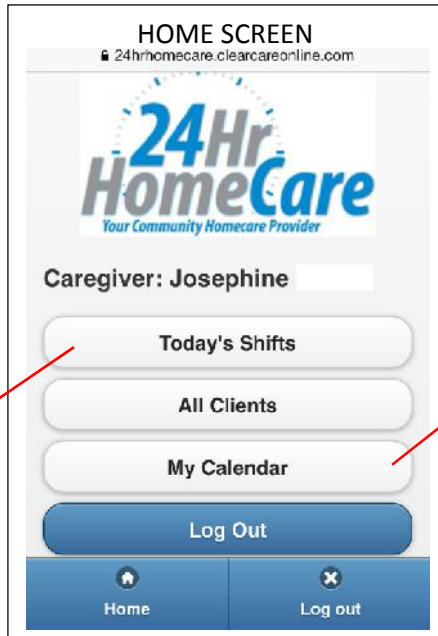 HOME SCREEN
24hrhomecare.clearcareonline.com
24Hr
HomeCare
Your Community Homecare Provider
Caregiver: Josephine
Today's Shifts
All Clients
My Calendar
Log Out
Home
Log out